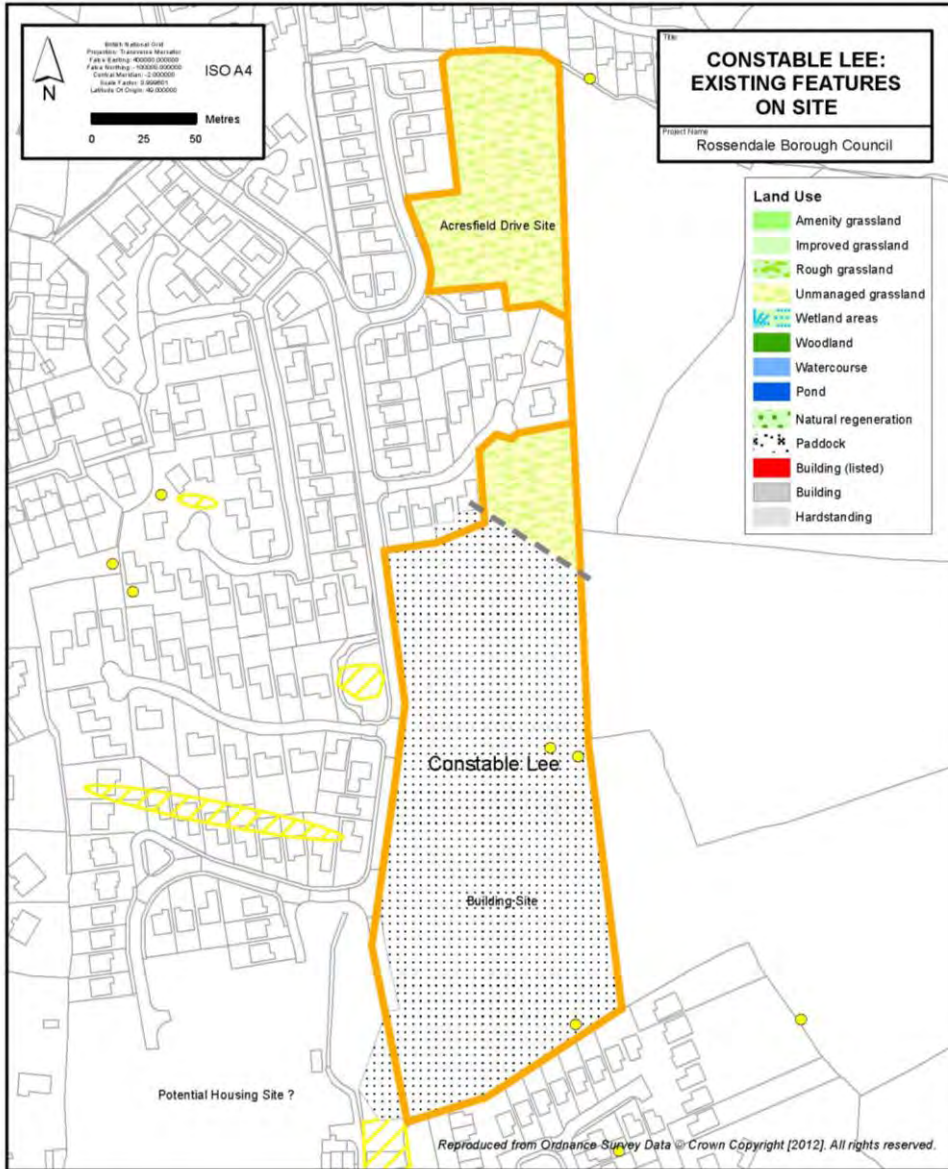 British National Grid
Projection: Transverse Mercator
False Easting: 400000.000000
False Northing: -100000.000000
Central Meridian: -2.000000
Scale Factor: 0.999601
Latitude Of Origin: 49.000000
ISO A4
N
Metres
0 25 50
Title:
CONSTABLE LEE:
EXISTING FEATURES
ON SITE
Project Name
Rossendale Borough Council
Land Use
Amenity grassland
Improved grassland
Rough grassland
Unmanaged grassland
Wetland areas
Woodland
Watercourse
Pond
Natural regeneration
Paddock
Building (listed)
Building
Hardstanding
Acresfield Drive Site
Constable Lee
Building Site
Potential Housing Site ?
Reproduced from Ordnance Survey Data © Crown Copyright [2012]. All rights reserved.